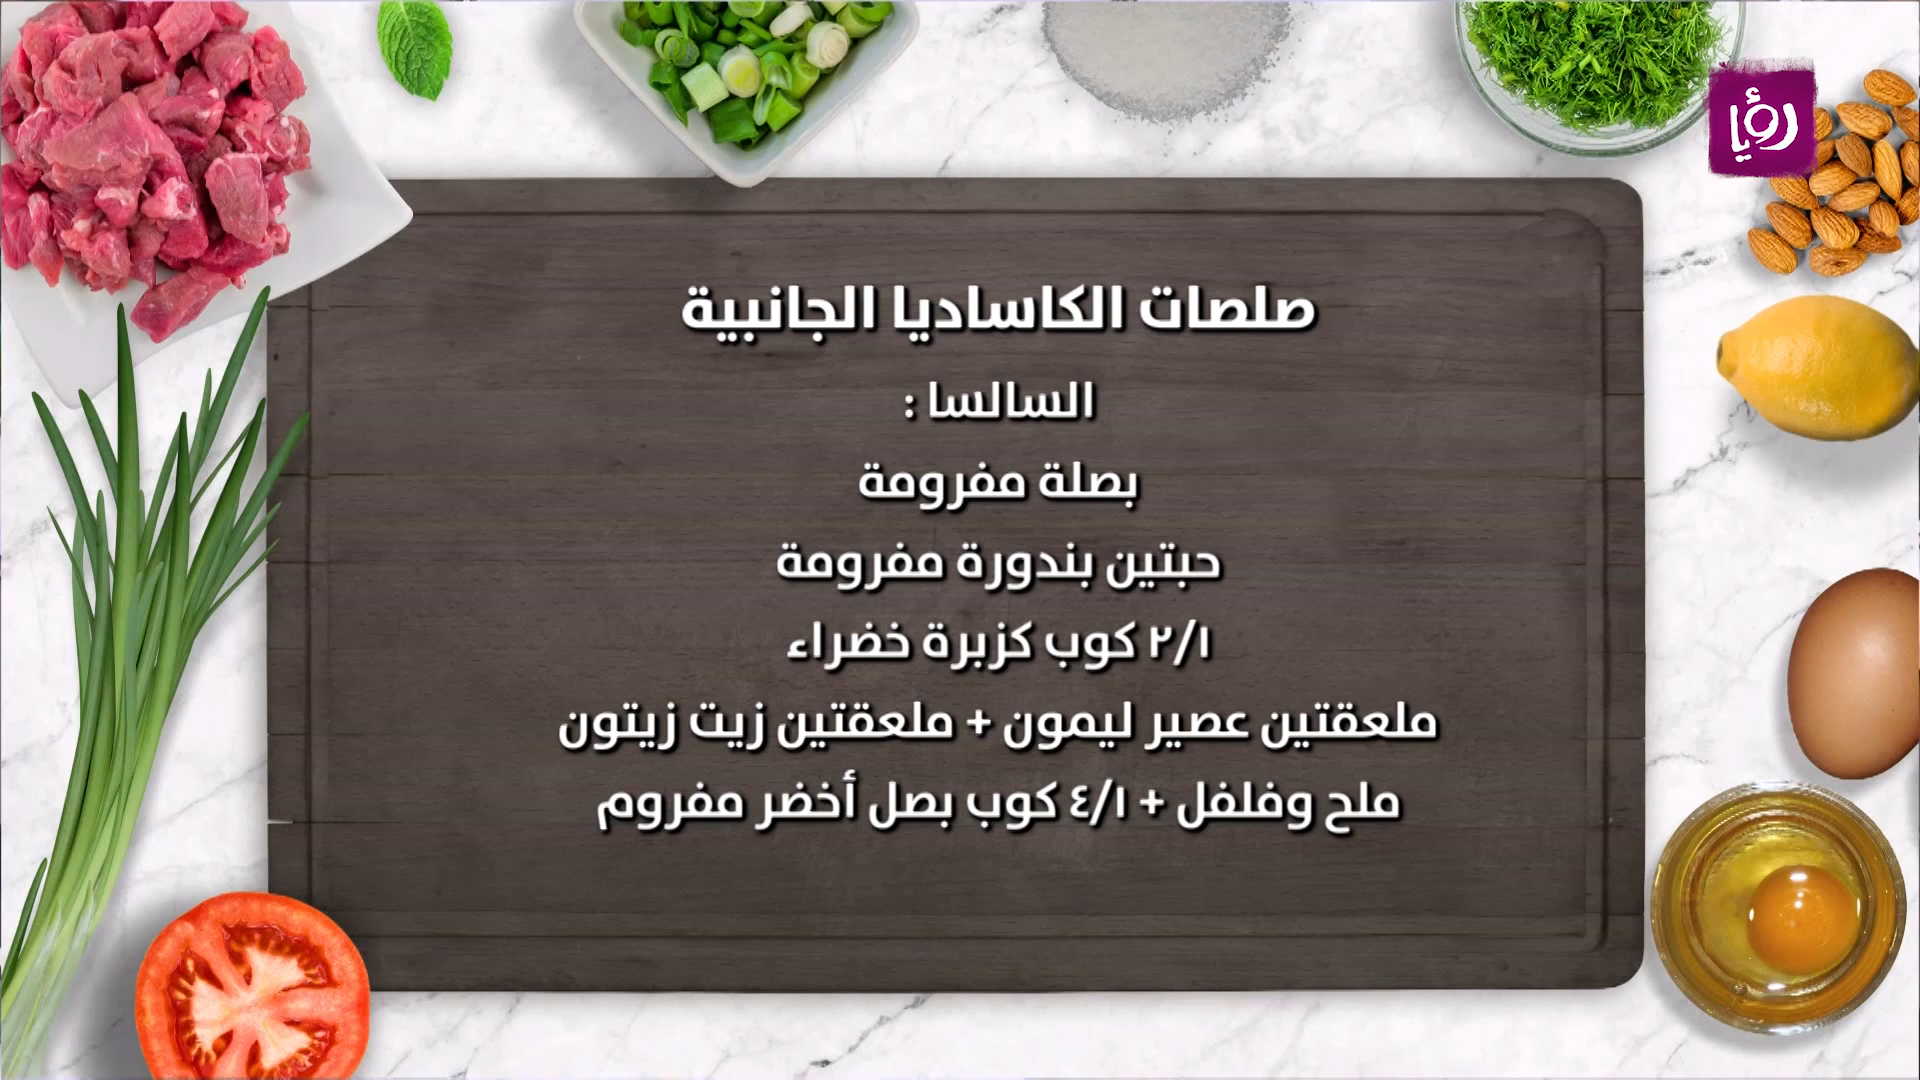 رؤيا
صلصات الكاساديا الجانبية
السالسا :
بصلة مفرومة
حبتين بندورة مفرومة
٢/١ كوب كزبرة خضراء
ملعقتين عصير ليمون + ملعقتين زيت زيتون
ملح وفلفل + ٤/١ كوب بصل أخضر مفروم